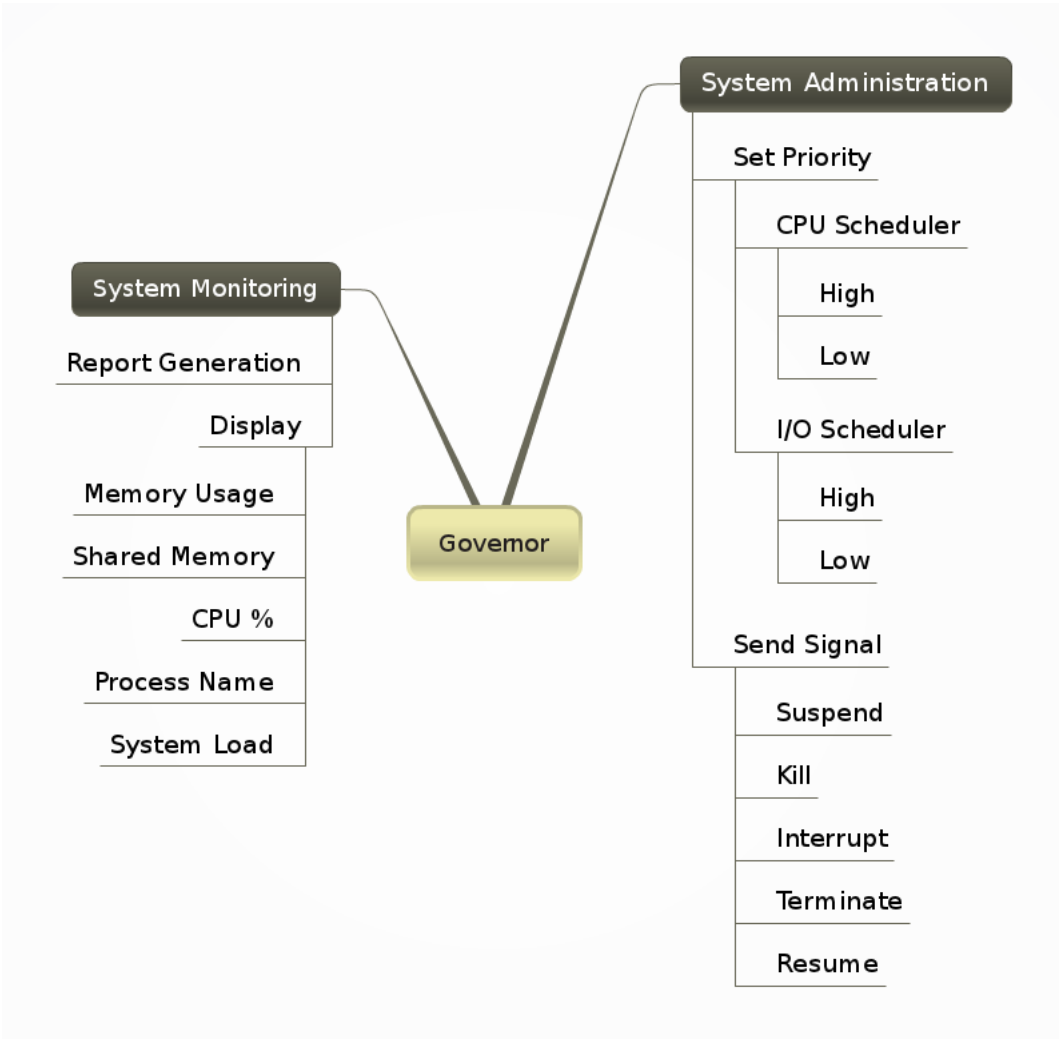 System Administration
Set Priority
CPU Scheduler
High
Low
I/O Scheduler
High
Low
Send Signal
Suspend
Kill
Interrupt
Terminate
Resume
System Monitoring
Report Generation
Display
Memory Usage
Shared Memory
CPU %
Process Name
System Load
Governor